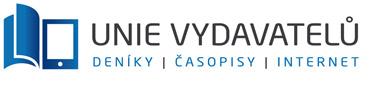 UNIE VYDAVATELŮ
DENÍKY | ČASOPISY | INTERNET